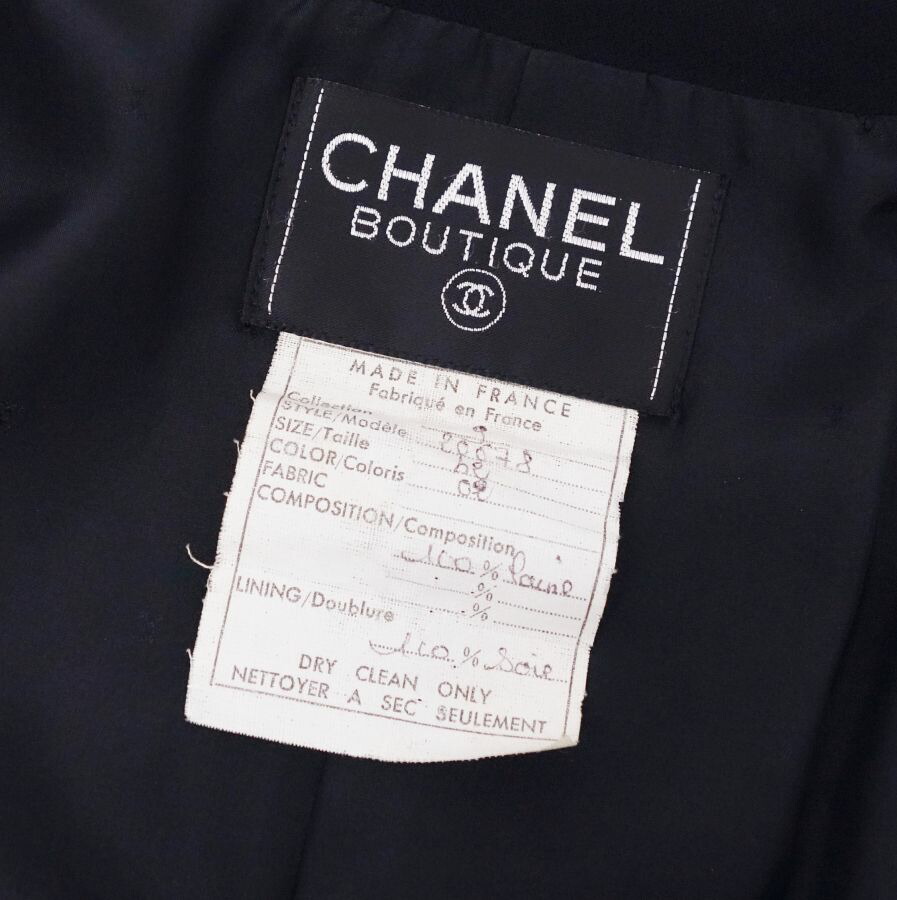 CHANEL
BOUTIQUE
MADE IN FRANCE
Fabriqué en France
Collection
STYLE/Modèle
SIZE/Taille
COLOR/Coloris
FABRIC
COMPOSITION/Composition
100 % laine
%
%
LINING/Doublure
100 % Soie
DRY CLEAN ONLY
NETTOYER A SEC SEULEMENT